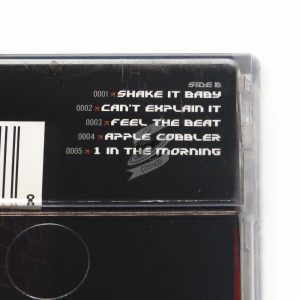 SIDE B
0001 SHAKE IT BABY
0002 CAN'T EXPLAIN IT
0003 FEEL THE BEAT
0004 APPLE COBBLER
0005 1 IN THE MORNING
8